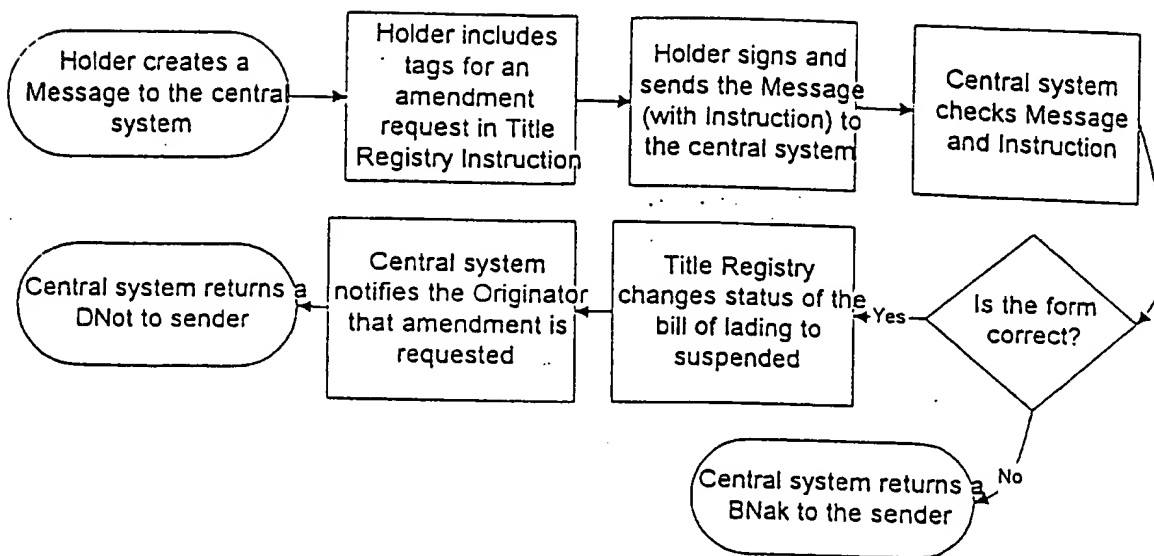 Holder creates a
Message to the central
system
Holder includes
tags for an
amendment
request in Title
Registry Instruction
Holder signs and
sends the Message
(with Instruction) to
the central system
Central system
checks Message
and Instruction
Is the form
correct?
Yes
Title Registry
changes status of the
bill of lading to
suspended
Central system
notifies the Originator
that amendment is
requested
Central system returns a
DNot to sender
No
Central system returns a
BNak to the sender